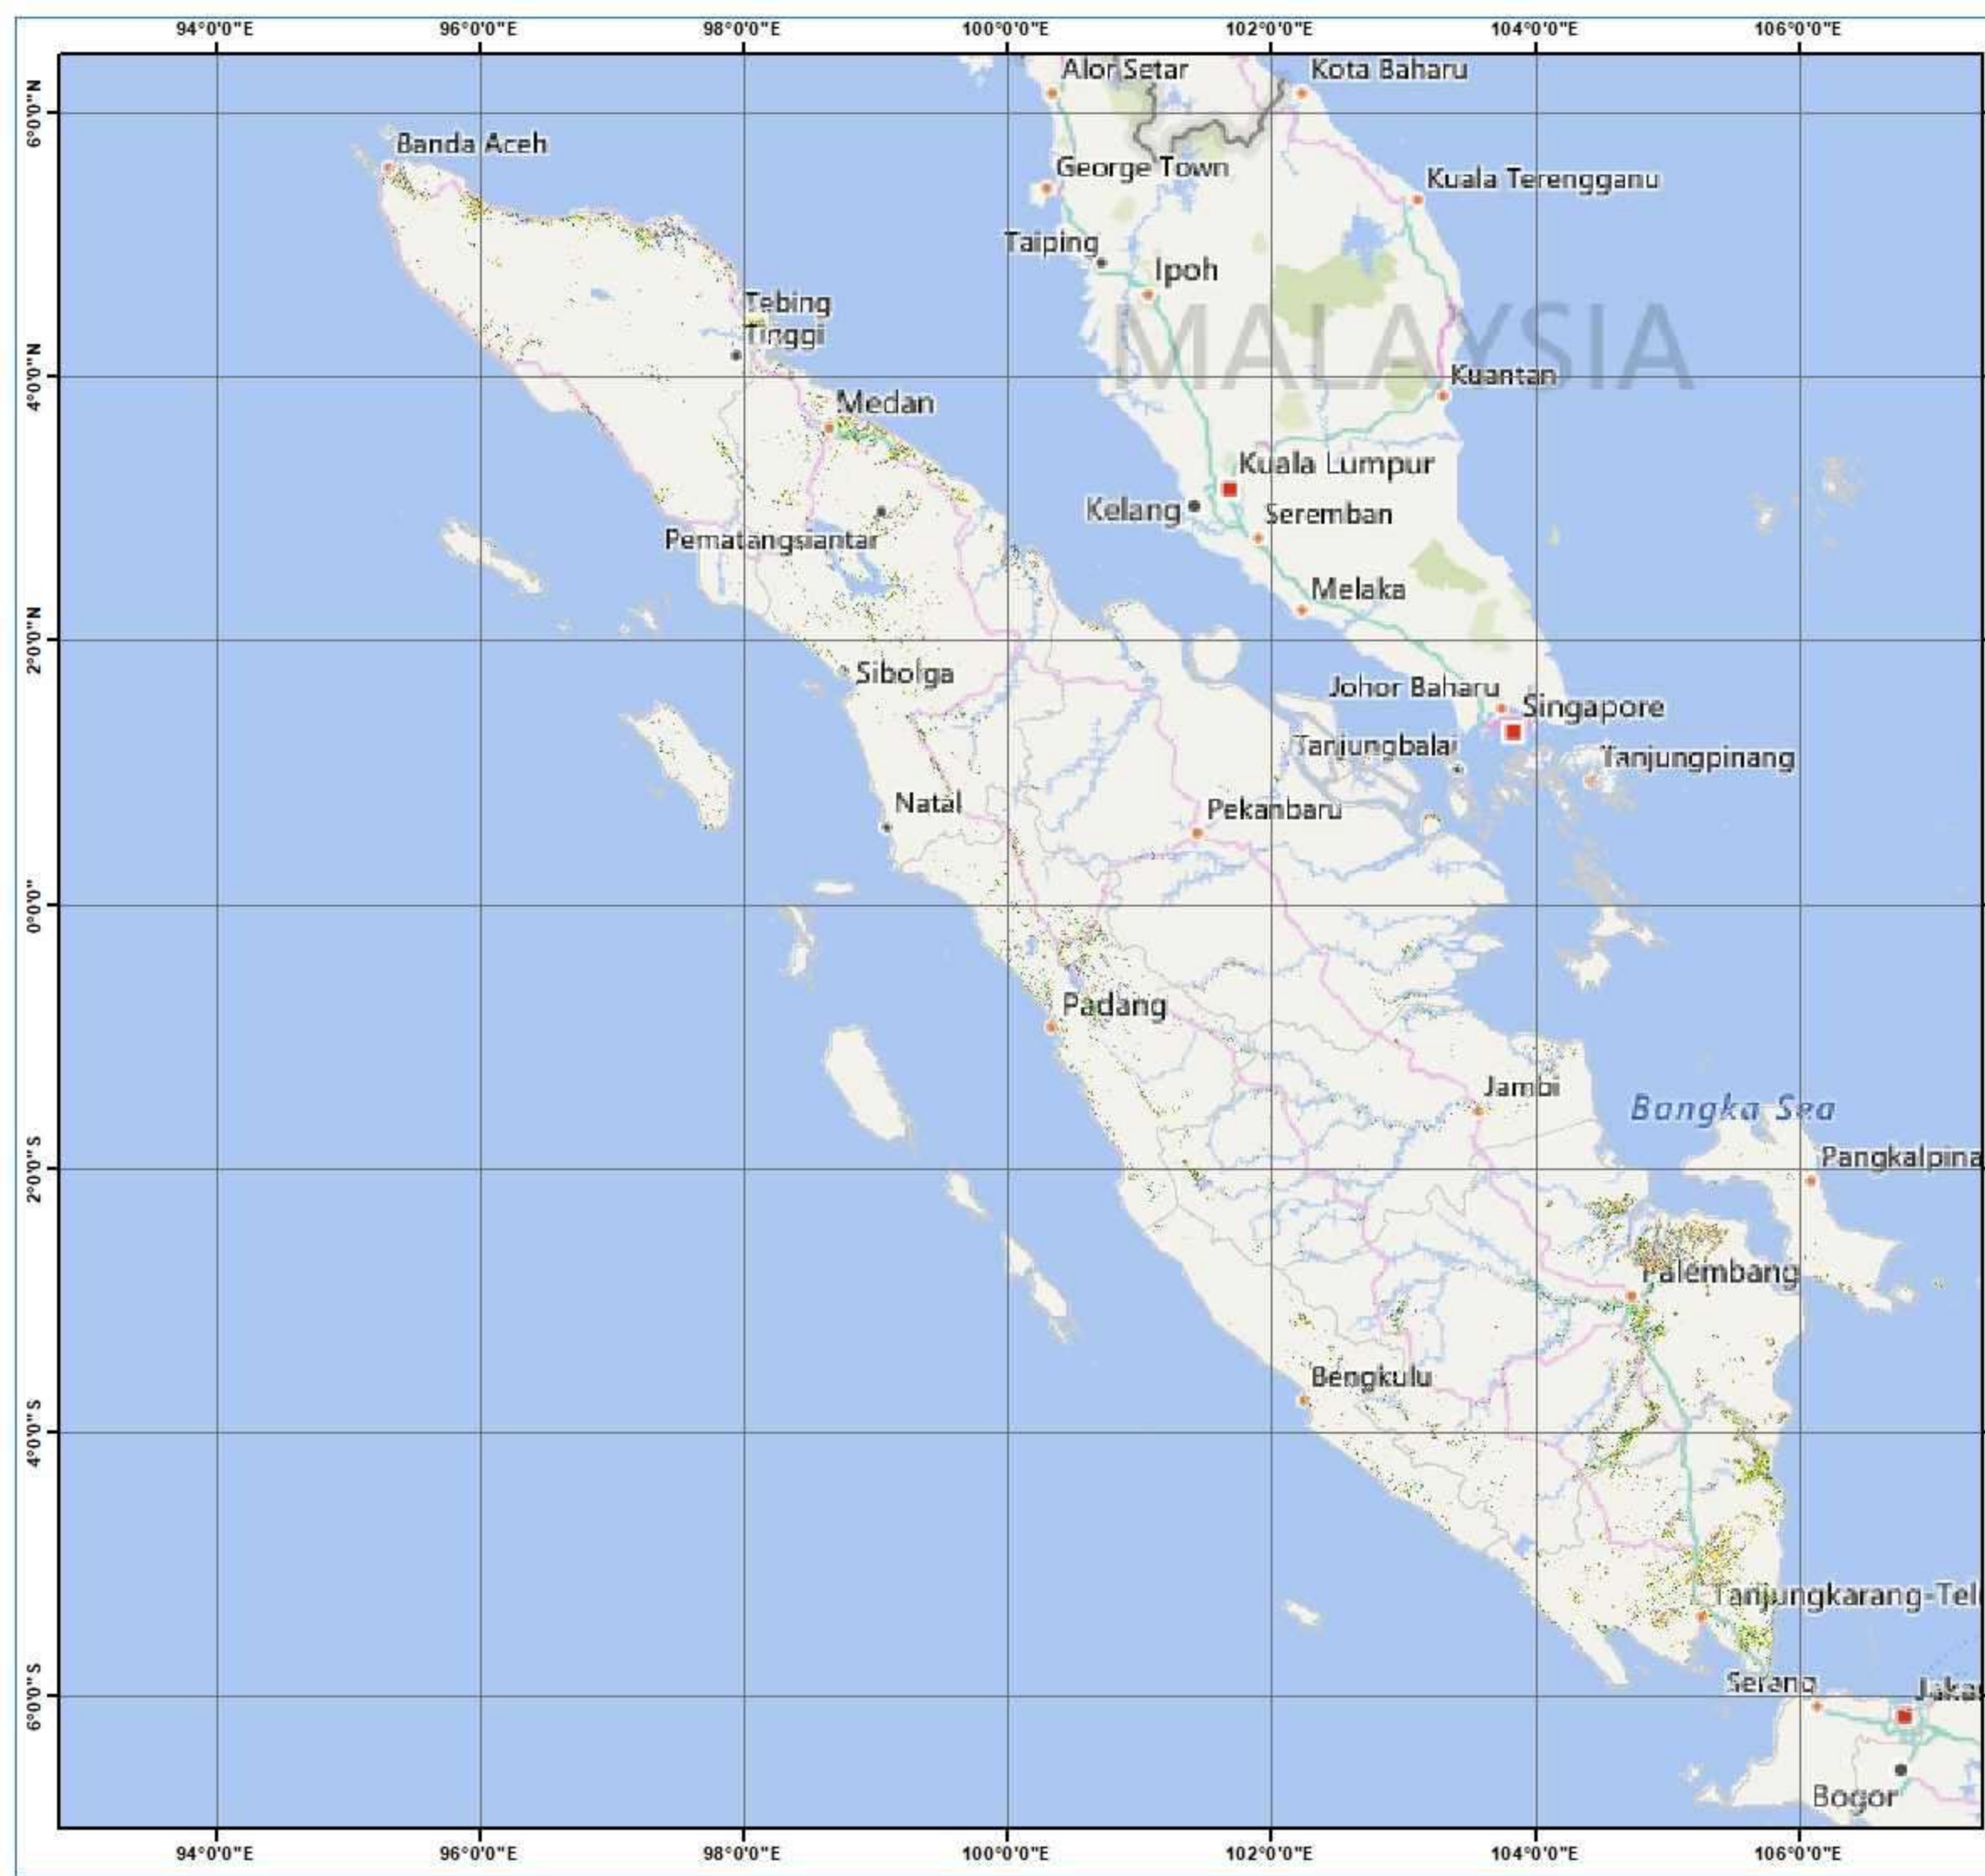 94°0'0"E 96°0'0"E 98°0'0"E 100°0'0"E 102°0'0"E 104°0'0"E 106°0'0"E
Alor Setar
Kota Baharu
6°0'0"N
Banda Aceh
George Town
Kuala Terengganu
Taiping
Ipoh
Tebing
Tinggi
MALAYSIA
4°0'0"N
Kuantan
Medan
Kuala Lumpur
Kelang
Seremban
Pematangsiantar
Melaka
2°0'0"N
Sibolga
Johor Baharu
Singapore
Tanjungbalai
Tanjungpinang
Natal
Pekanbaru
0°0'0"
Padang
Jambi
Bangka Sea
Pangkalpina
2°0'0"S
Palembang
Bengkulu
4°0'0"S
Tanjungkarang-Tel
Serang
Jaka
6°0'0"S
Bogor
94°0'0"E 96°0'0"E 98°0'0"E 100°0'0"E 102°0'0"E 104°0'0"E 106°0'0"E